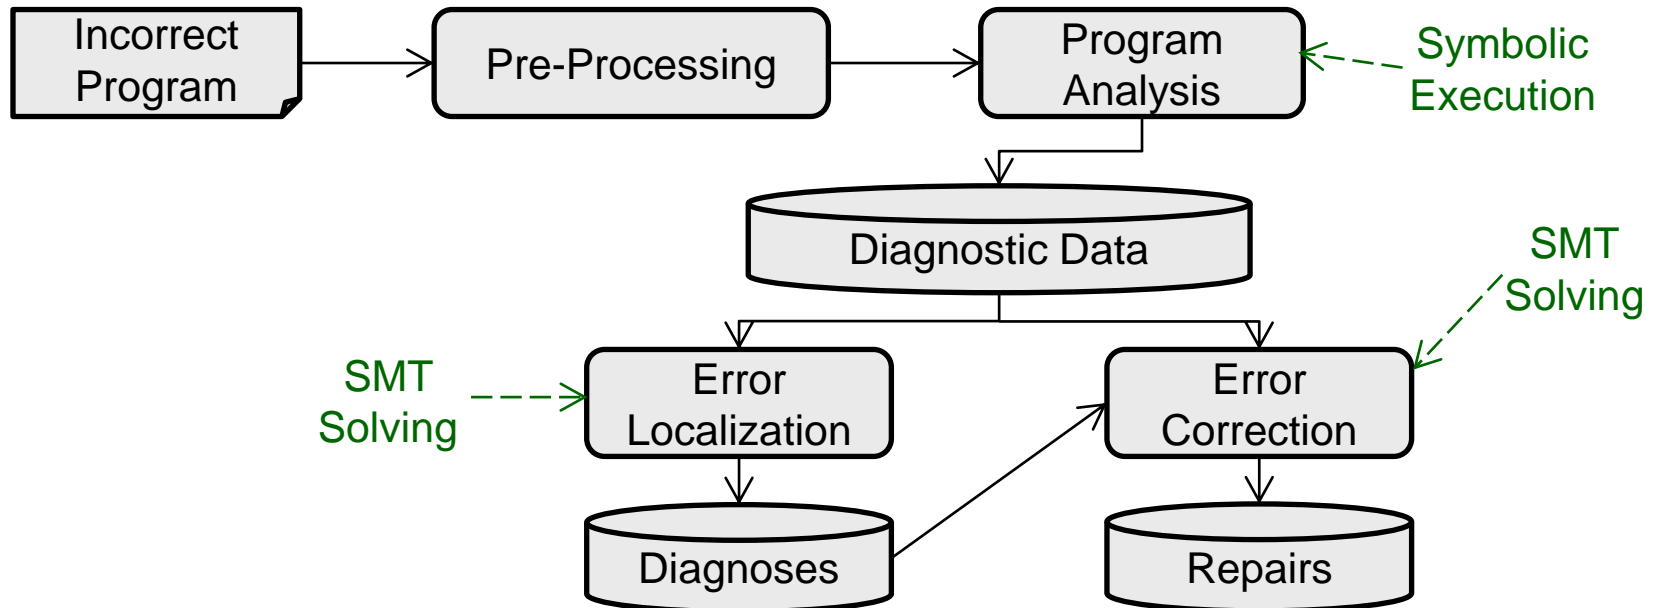 Incorrect
Program
Pre-Processing
Program
Analysis
Symbolic
Execution
Diagnostic Data
SMT
Solving
SMT
Solving
Error
Localization
Error
Correction
Diagnoses
Repairs